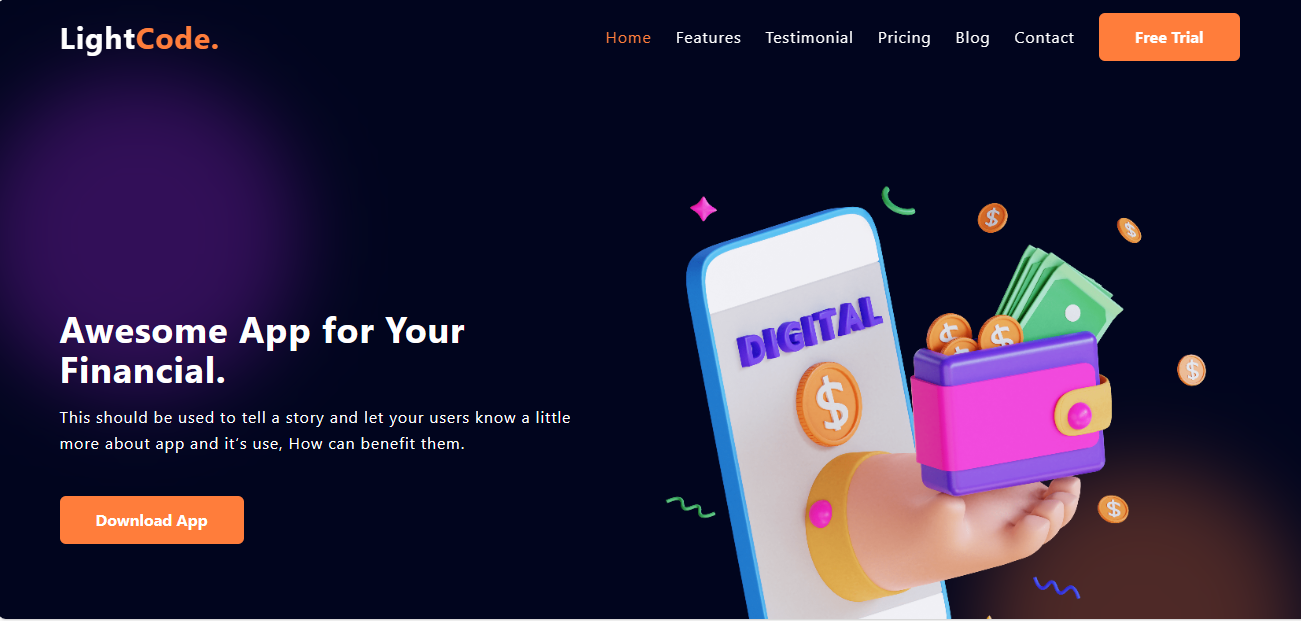 LightCode.
Home Features Testimonial Pricing Blog Contact Free Trial
DIGITAL
$
Awesome App for Your
Financial.
This should be used to tell a story and let your users know a little
more about app and it's use, How can benefit them.
Download App